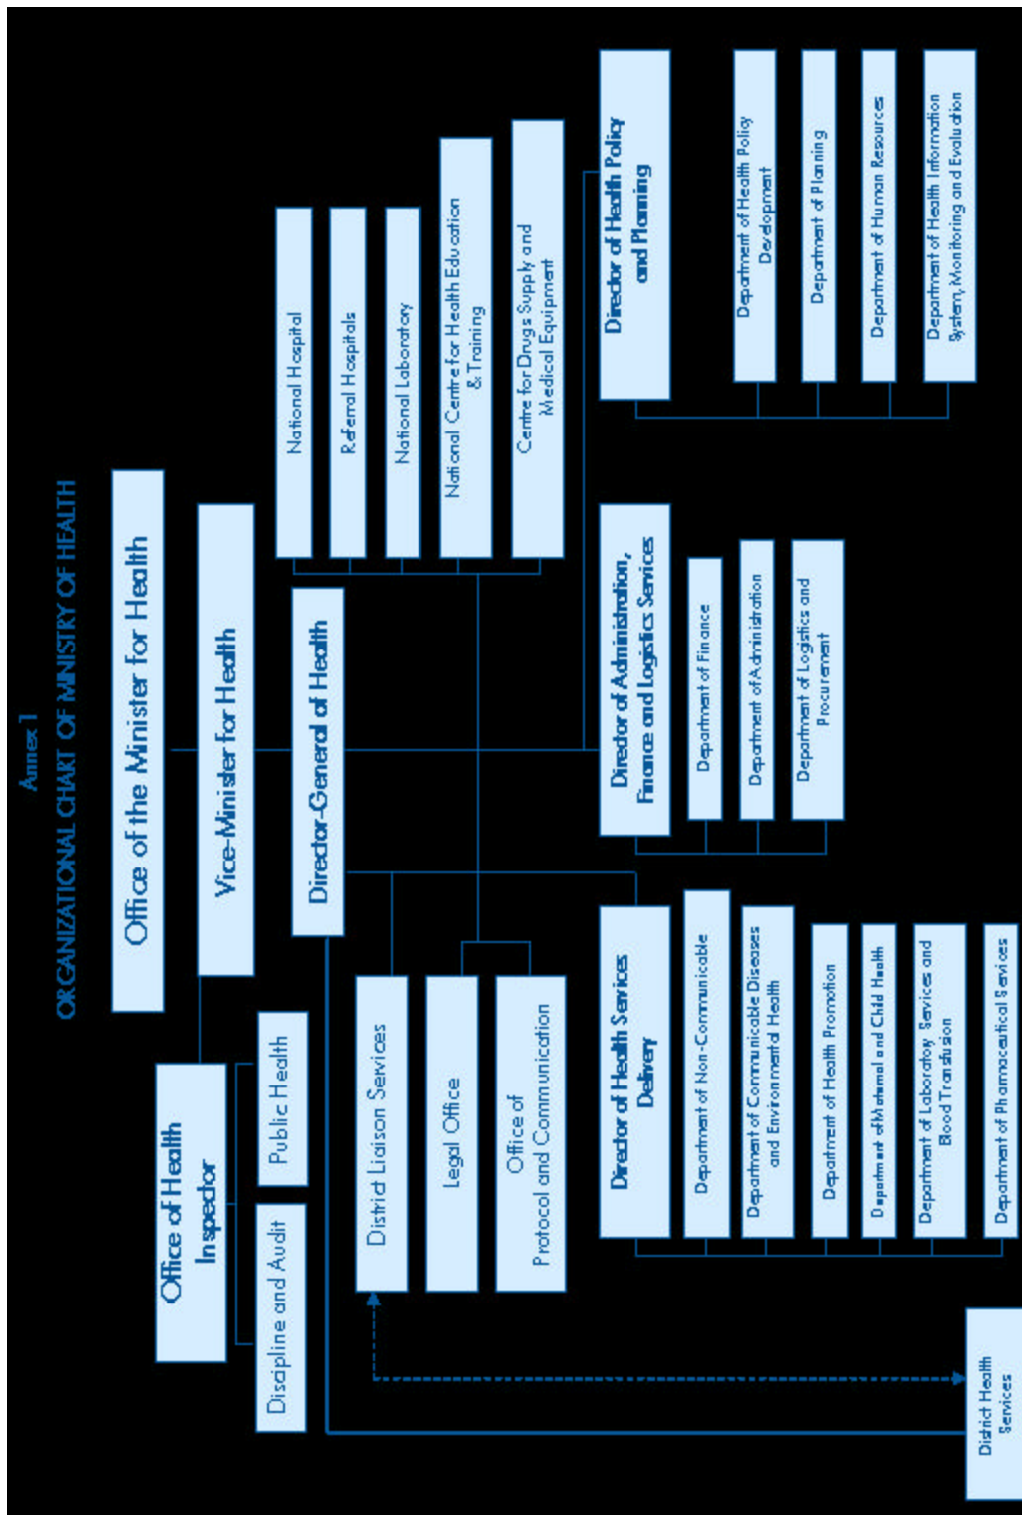 Annex 1
ORGANIZATIONAL CHART OF MINISTRY OF HEALTH
Office of the Minister for Health
Vice-Minister for Health
Director-General of Health
Office of Health
Inspector
Discipline and Audit
Public Health
National Hospital
Referral Hospitals
National Laboratory
National Centre for Health Education
& Training
Centre for Drugs Supply and
Medical Equipment
District Liaison Services
Legal Office
Office of
Protocol and Communication
Director of Health Services
Delivery
Department of Non-Communicable
Department of Communicable Diseases
and Environmental Health
Department of Health Promotion
Department of Maternal and Child Health
Department of Laboratory Services and
Blood Transfusion
Department of Pharmaceutical Services
Director of Administration,
Finance and Logistics Services
Department of Finance
Department of Administration
Department of Logistics and
Procurement
Director of Health Policy
and Planning
Department of Health Policy
Development
Department of Planning
Department of Human Resources
Department of Health Information
System, Monitoring and Evaluation
District Health
Services